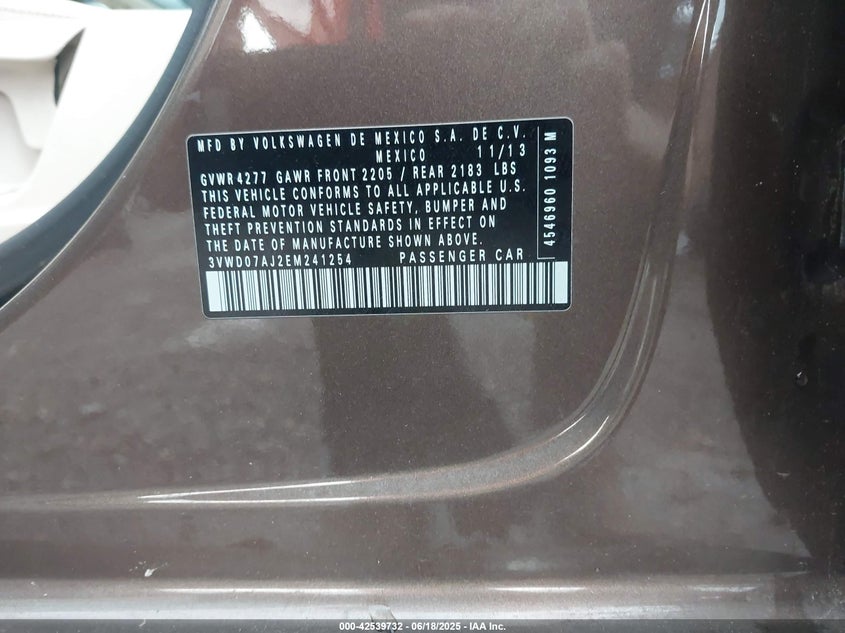 MFD BY VOLKSWAGEN DE MEXICO S.A. DE C.V.
MEXICO 11/13
GVWR 4277 GAWR FRONT 2205 / REAR 2183 LBS
THIS VEHICLE CONFORMS TO ALL APPLICABLE U.S.
FEDERAL MOTOR VEHICLE SAFETY, BUMPER AND
THEFT PREVENTION STANDARDS IN EFFECT ON
THE DATE OF MANUFACTURE SHOWN ABOVE.
3VWD07AJ2EM241254 PASSENGER CAR
4546960 1093 M
000-42539732 - 06/18/2025 - IAA Inc.